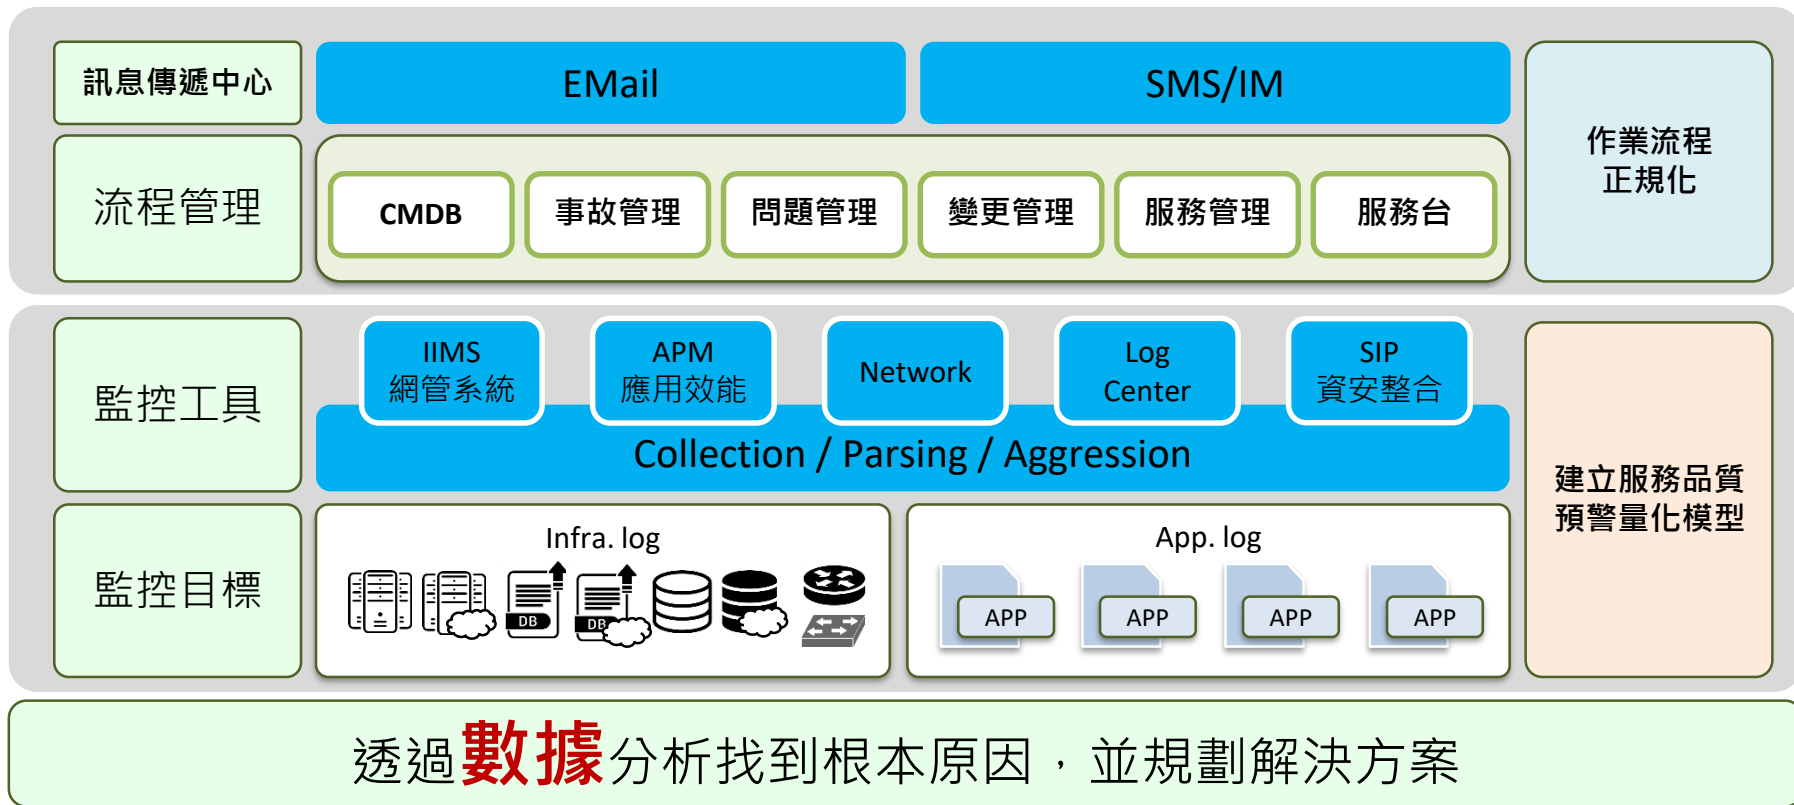 訊息傳遞中心
EMail
SMS/IM
作業流程
正規化
流程管理
CMDB
事故管理
問題管理
變更管理
服務管理
服務台
監控工具
IIMS
網管系統
APM
應用效能
Network
Log
Center
SIP
資安整合
Collection / Parsing / Aggression
建立服務品質
預警量化模型
監控目標
Infra. log
DB
DB
App. log
APP
APP
APP
APP
透過數據分析找到根本原因，並規劃解決方案